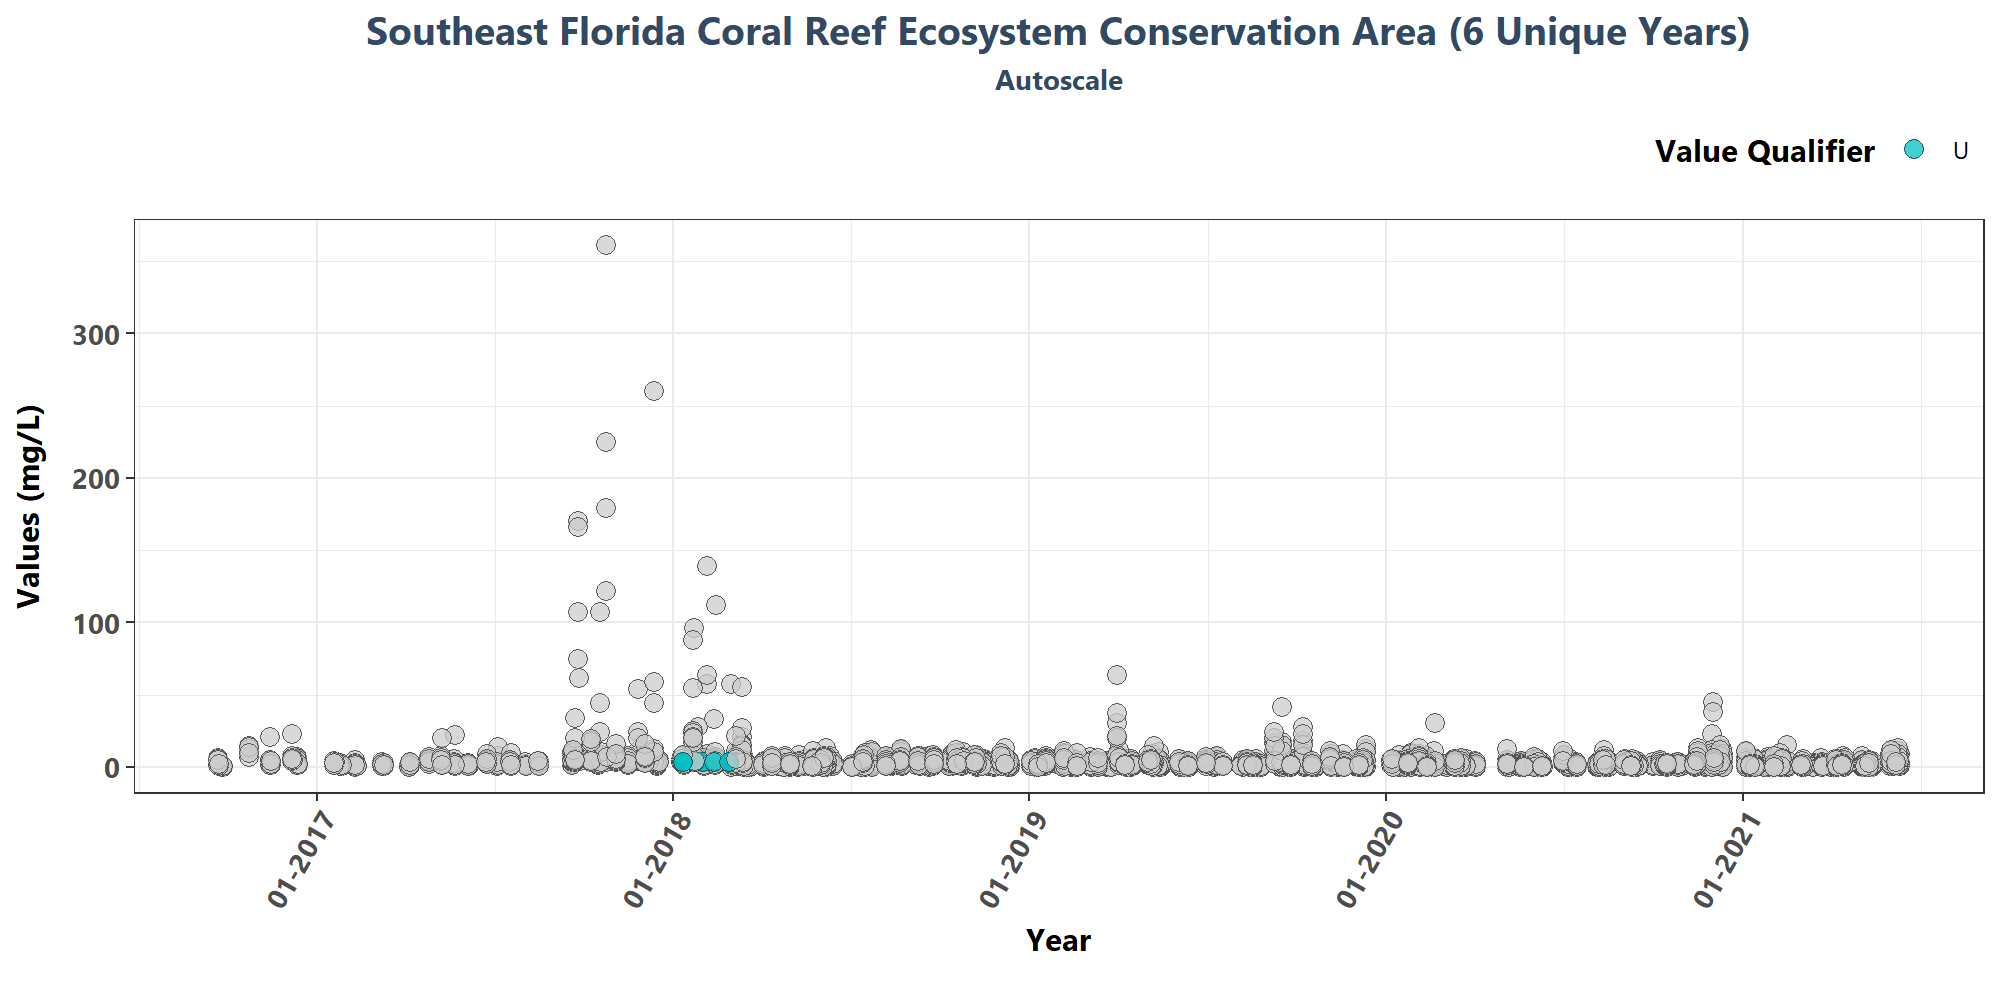 Southeast Florida Coral Reef Ecosystem Conservation Area (6 Unique Years)
Autoscale
Value Qualifier U
Values (mg/L)
300
200
100
0
01-2017
01-2018
01-2019
01-2020
01-2021
Year